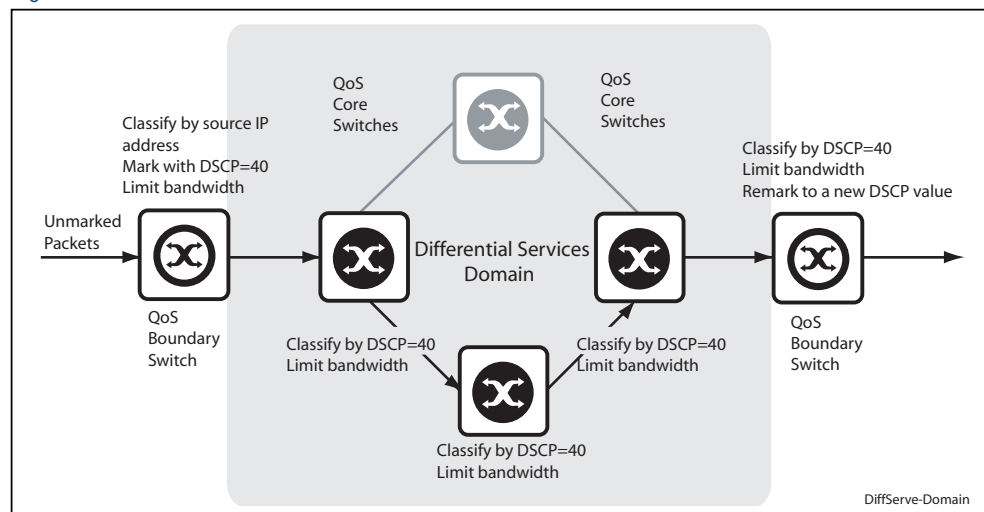 QoS
Core
Switches
QoS
Core
Switches
Classify by source IP
address
Mark with DSCP=40
Limit bandwidth
Classify by DSCP=40
Limit bandwidth
Remark to a new DSCP value
Unmarked
Packets
Differential Services
Domain
QoS
Boundary
Switch
Classify by DSCP=40
Limit bandwidth
Classify by DSCP=40
Limit bandwidth
QoS
Boundary
Switch
Classify by DSCP=40
Limit bandwidth
DiffServe-Domain